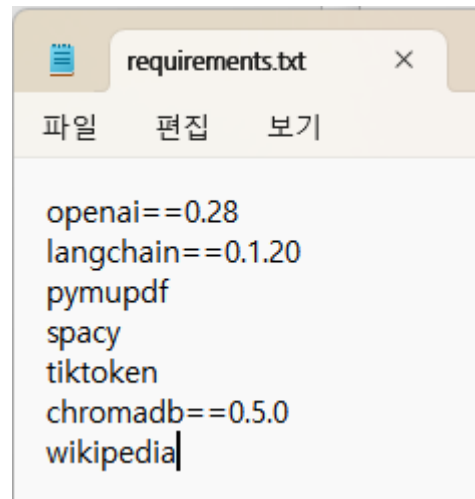 requirements.txt
파일 편집 보기
openai==0.28
langchain==0.1.20
pymupdf
spacy
tiktoken
chromadb==0.5.0
wikipedia